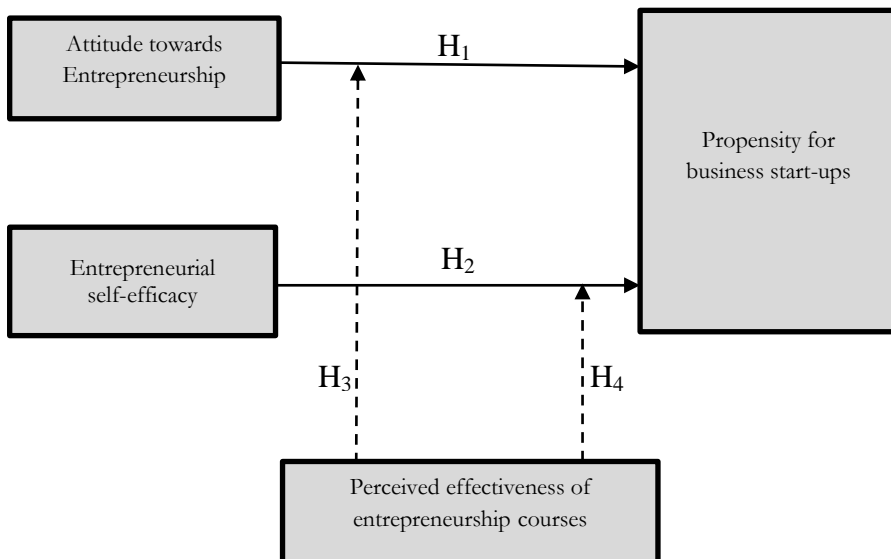 Attitude towards
Entrepreneurship
H1
Propensity for
business start-ups
Entrepreneurial
self-efficacy
H2
H3
H4
Perceived effectiveness of
entrepreneurship courses